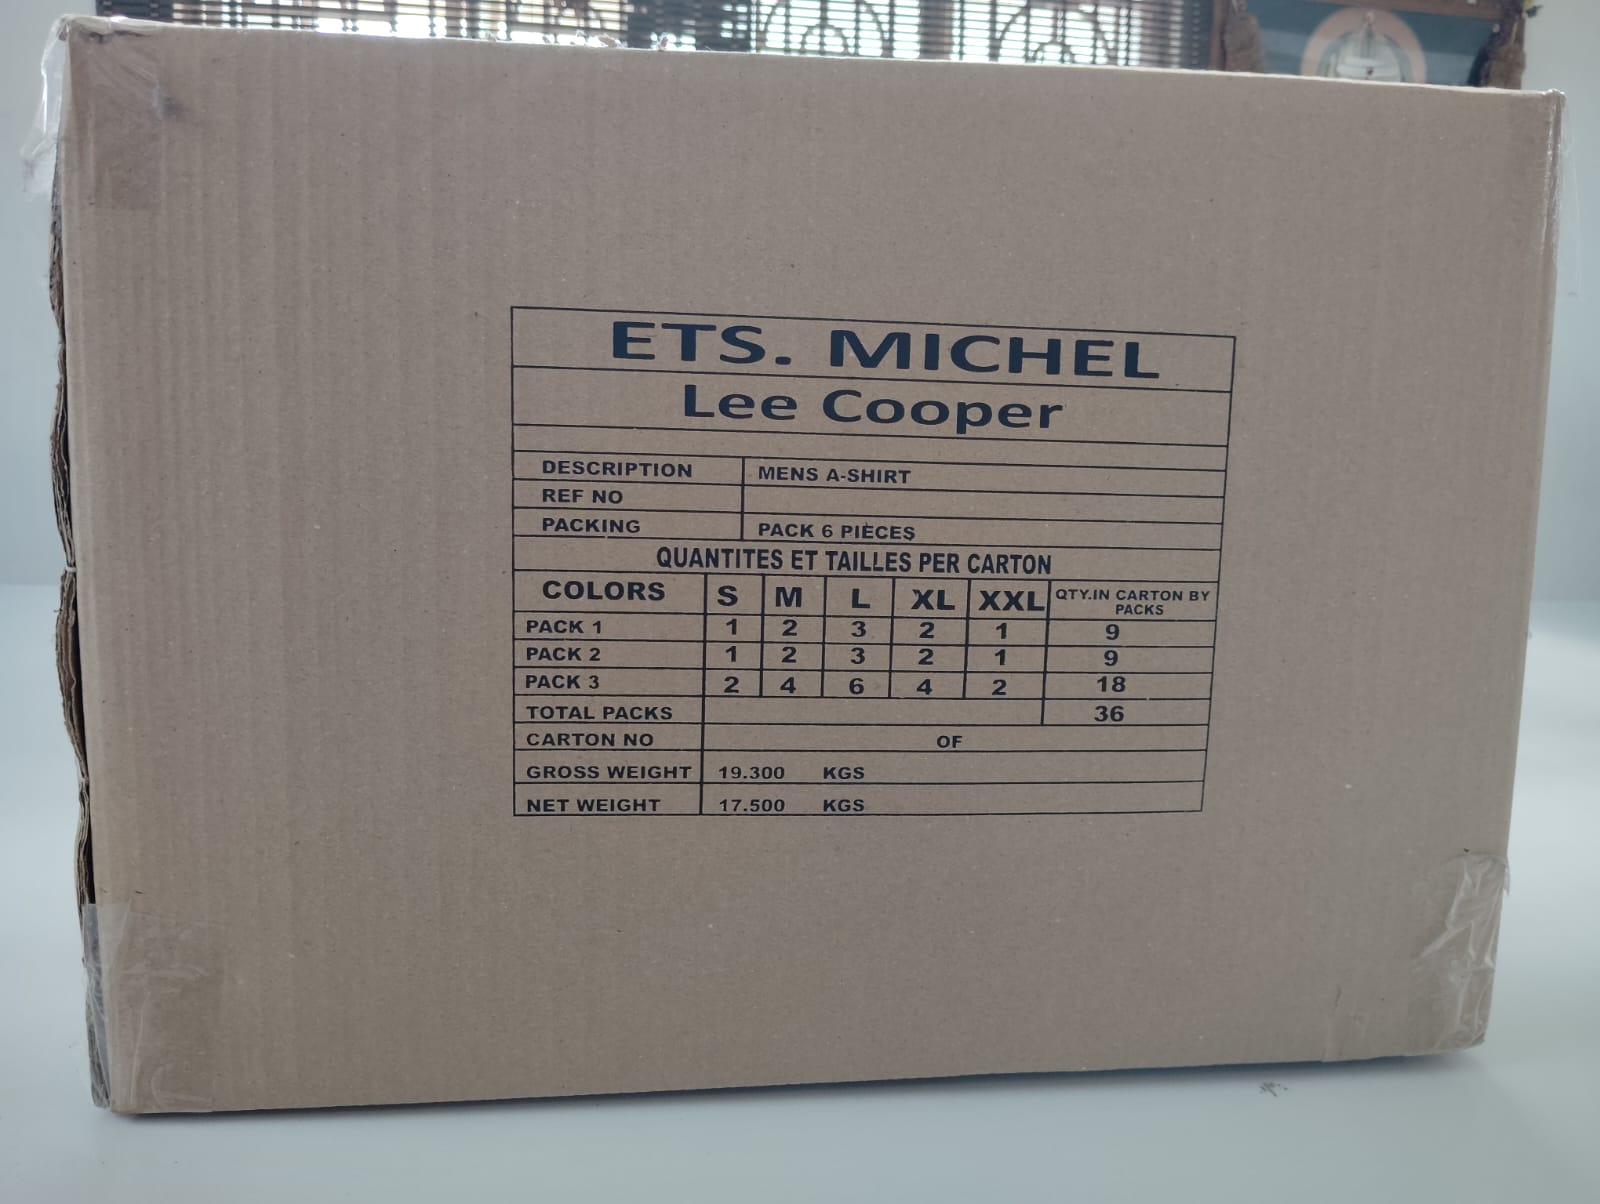 ETS. MICHEL
Lee Cooper
DESCRIPTION MENS A-SHIRT
REF NO
PACKING PACK 6 PIÈCES
QUANTITES ET TAILLES PER CARTON
COLORS S M L XL XXL QTY.IN CARTON BY PACKS
PACK 1 1 2 3 2 1 9
PACK 2 1 2 3 2 1 9
PACK 3 2 4 6 4 2 18
TOTAL PACKS 36
CARTON NO OF
GROSS WEIGHT 19.300 KGS
NET WEIGHT 17.500 KGS